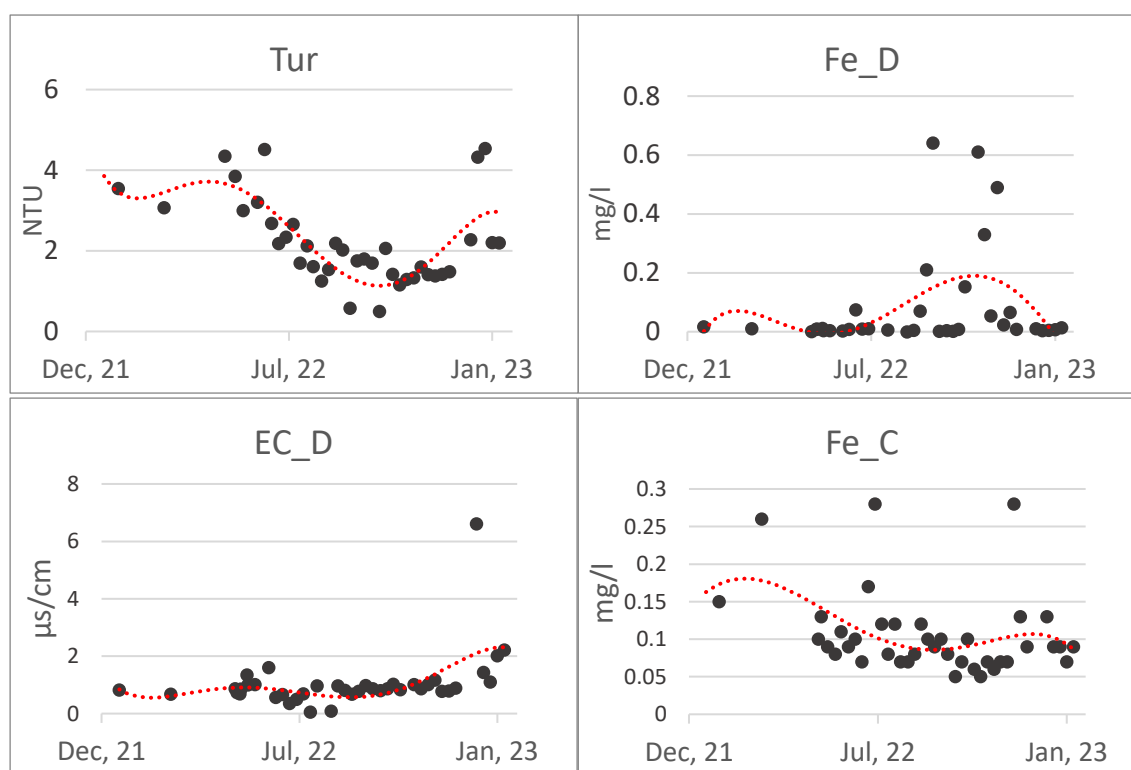 Tur
6
4
2
0
NTU
Dec, 21 Jul, 22 Jan, 23
Fe_D
0.8
0.6
0.4
0.2
0
mg/l
Dec, 21 Jul, 22 Jan, 23
EC_D
8
6
4
2
0
µs/cm
Dec, 21 Jul, 22 Jan, 23
Fe_C
0.3
0.25
0.2
0.15
0.1
0.05
0
mg/l
Dec, 21 Jul, 22 Jan, 23